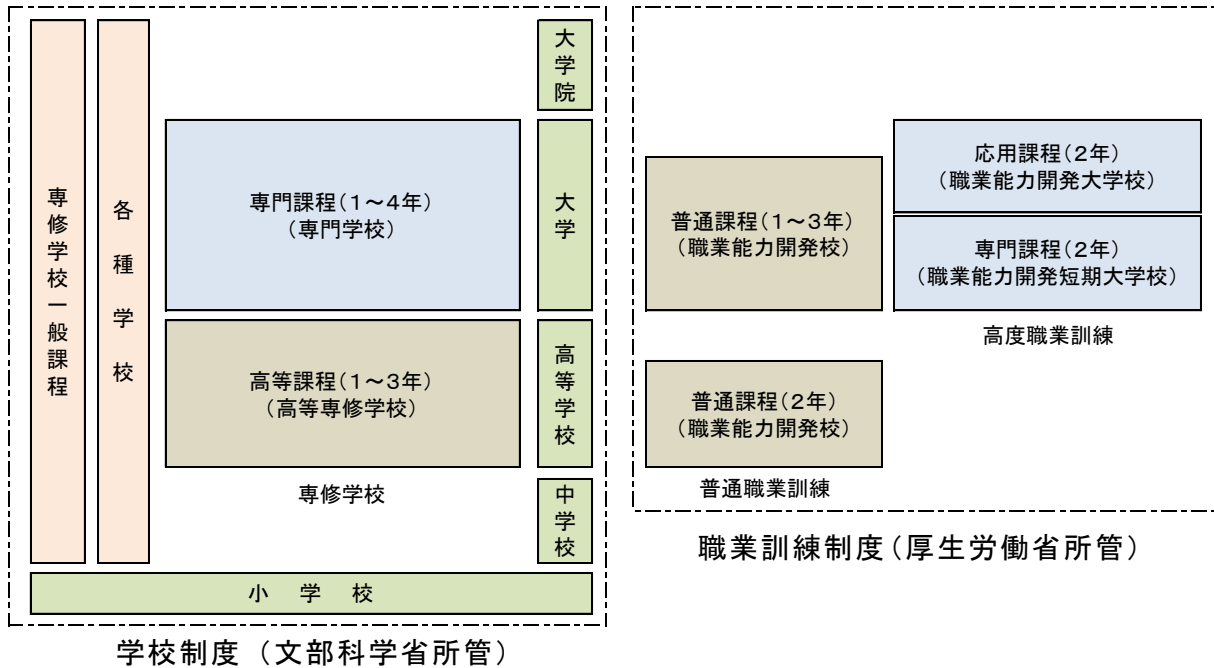 専修学校一般課程
各種学校
専門課程(1～4年)
(専門学校)
高等課程(1～3年)
(高等専修学校)
専修学校
大学院
大学
高等学校
中学校
小学校
学校制度(文部科学省所管)
普通課程(1～3年)
(職業能力開発校)
普通課程(2年)
(職業能力開発校)
普通職業訓練
応用課程(2年)
(職業能力開発大学校)
専門課程(2年)
(職業能力開発短期大学校)
高度職業訓練
職業訓練制度(厚生労働省所管)